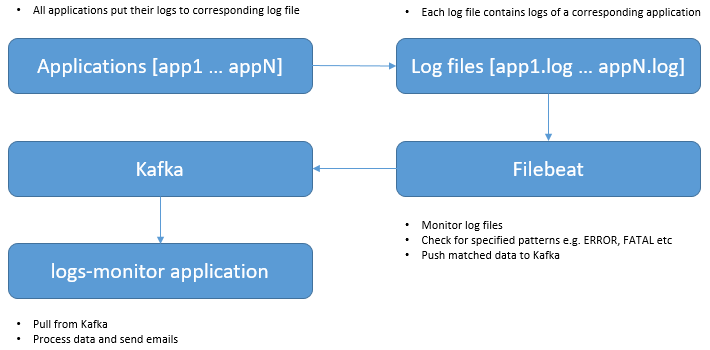 • All applications put their logs to corresponding log file
• Each log file contains logs of a corresponding application
Applications [app1 ... appN]
Log files [app1.log ... appN.log]
Kafka
Filebeat
• Monitor log files
• Check for specified patterns e.g. ERROR, FATAL etc
• Push matched data to Kafka
logs-monitor application
• Pull from Kafka
• Process data and send emails